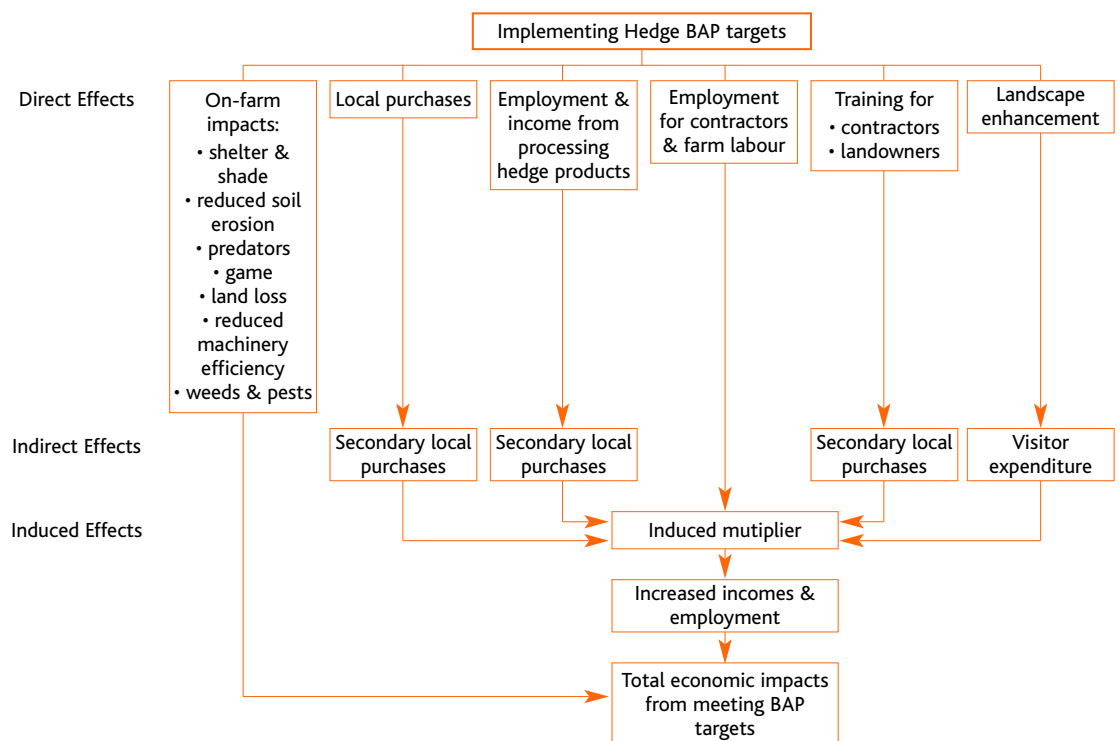 Implementing Hedge BAP targets
Direct Effects
On-farm
impacts:
• shelter &
shade
• reduced soil
erosion
• predators
• game
• land loss
• reduced
machinery
efficiency
• weeds & pests
Local purchases
Employment &
income from
processing
hedge products
Employment
for contractors
& farm labour
Training for
• contractors
• landowners
Landscape
enhancement
Indirect Effects
Secondary local
purchases
Secondary local
purchases
Secondary local
purchases
Visitor
expenditure
Induced Effects
Induced mutiplier
Increased incomes &
employment
Total economic impacts
from meeting BAP
targets